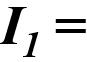 I₁ =